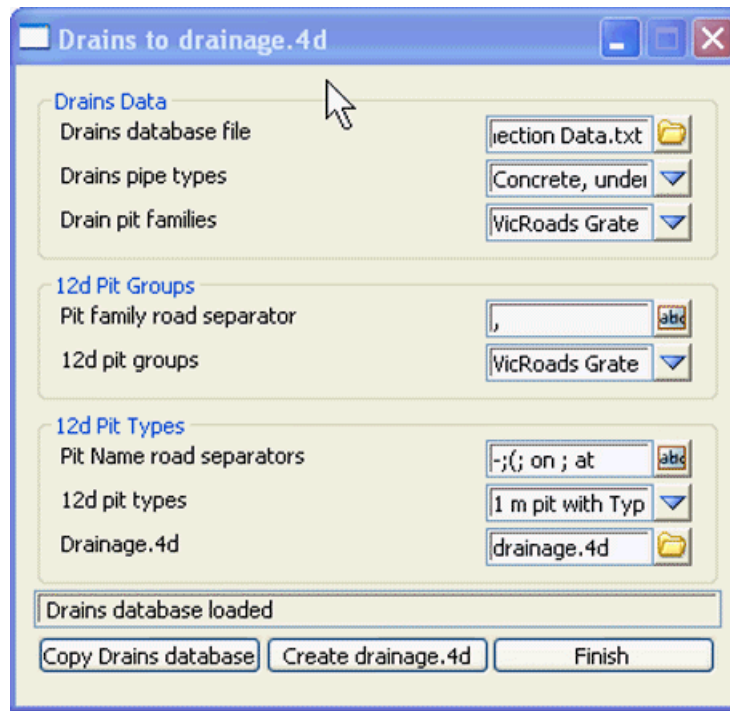 Drains to drainage.4d
Drains Data
Drains database file
ection Data.txt
Drains pipe types
Concrete, under
Drain pit families
VicRoads Grate
12d Pit Groups
Pit family road separator
,
abc
12d pit groups
VicRoads Grate
12d Pit Types
Pit Name road separators
-;(; on ; at
abc
12d pit types
1 m pit with Typ
Drainage.4d
drainage.4d
Drains database loaded
Copy Drains database
Create drainage.4d
Finish